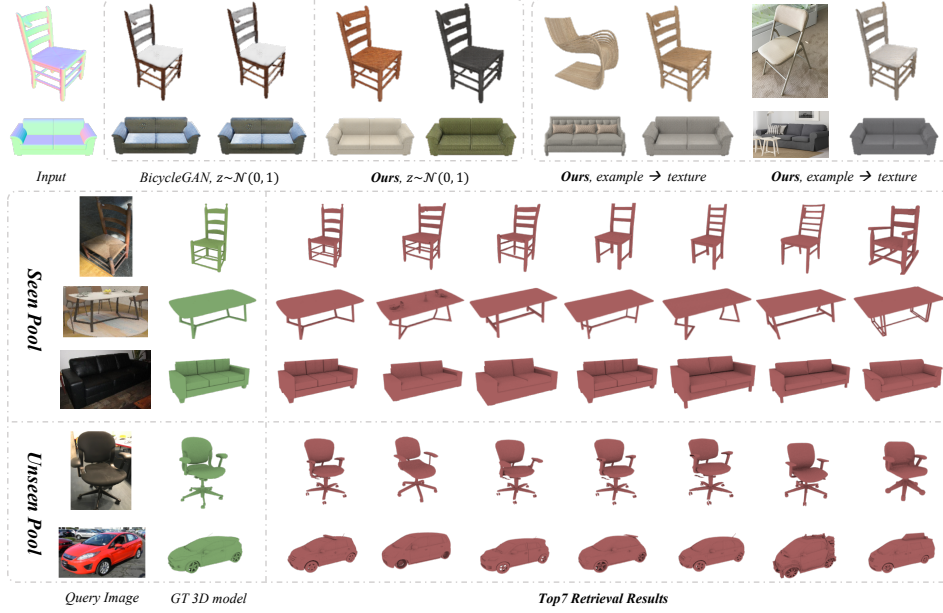 Input
BicycleGAN, z~𝒩(0,1)
Ours, z~𝒩(0,1)
Ours, example → texture
Ours, example → texture
Seen Pool
Unseen Pool
Query Image
GT 3D model
Top7 Retrieval Results